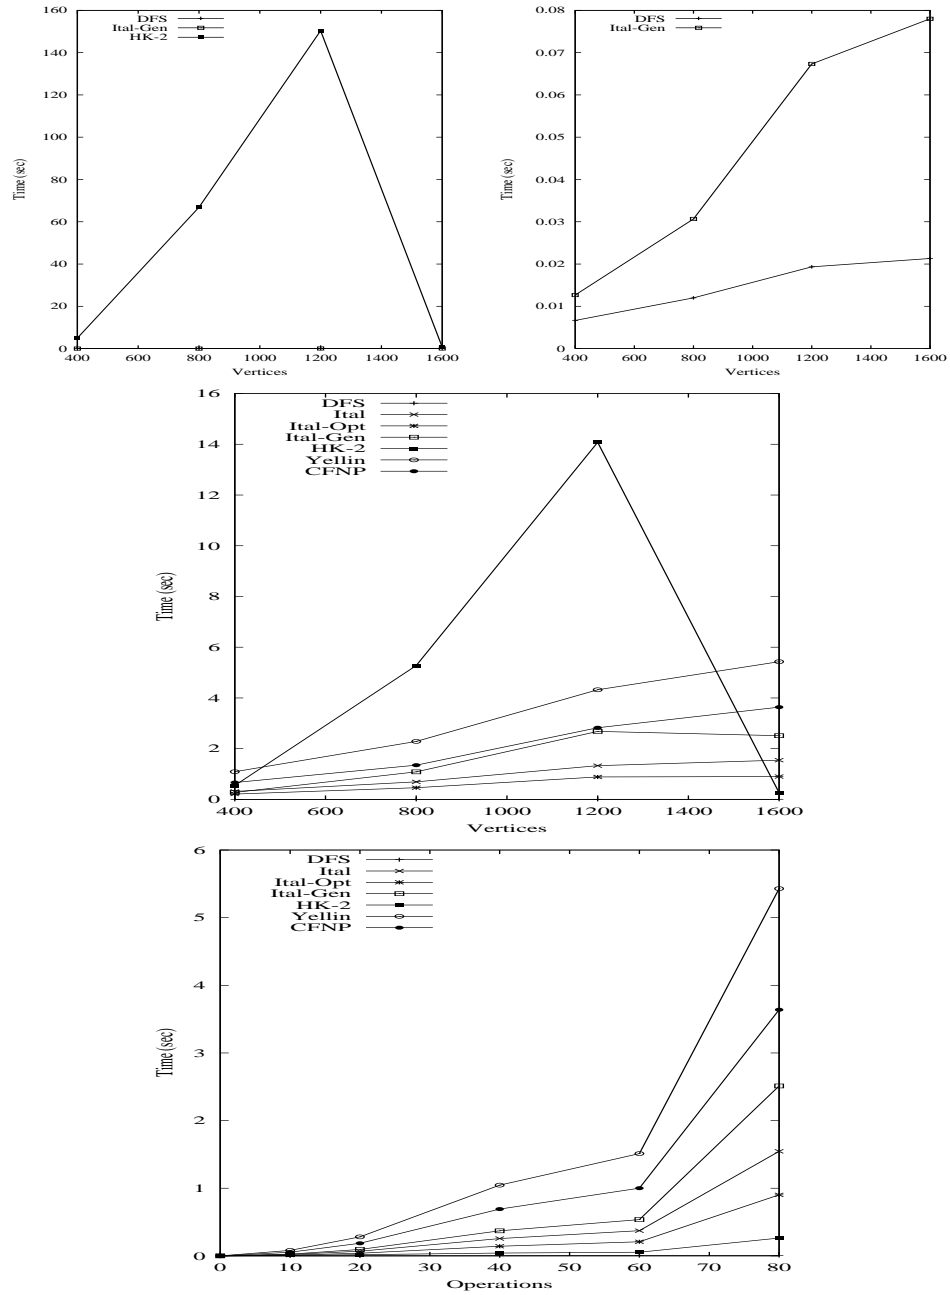 160
140
120
100
80
60
40
20
0
400 600 800 1000 1200 1400 1600
Time (sec)
Vertices
DFS
Ital-Gen
HK-2
0.08
0.07
0.06
0.05
0.04
0.03
0.02
0.01
0
400 600 800 1000 1200 1400 1600
Time (sec)
Vertices
DFS
Ital-Gen
16
14
12
10
8
6
4
2
0
400 600 800 1000 1200 1400 1600
Time (sec)
Vertices
DFS
Ital
Ital-Opt
Ital-Gen
HK-2
Yellin
CFNP
6
5
4
3
2
1
0
0 10 20 30 40 50 60 70 80
Time (sec)
Operations
DFS
Ital
Ital-Opt
Ital-Gen
HK-2
Yellin
CFNP